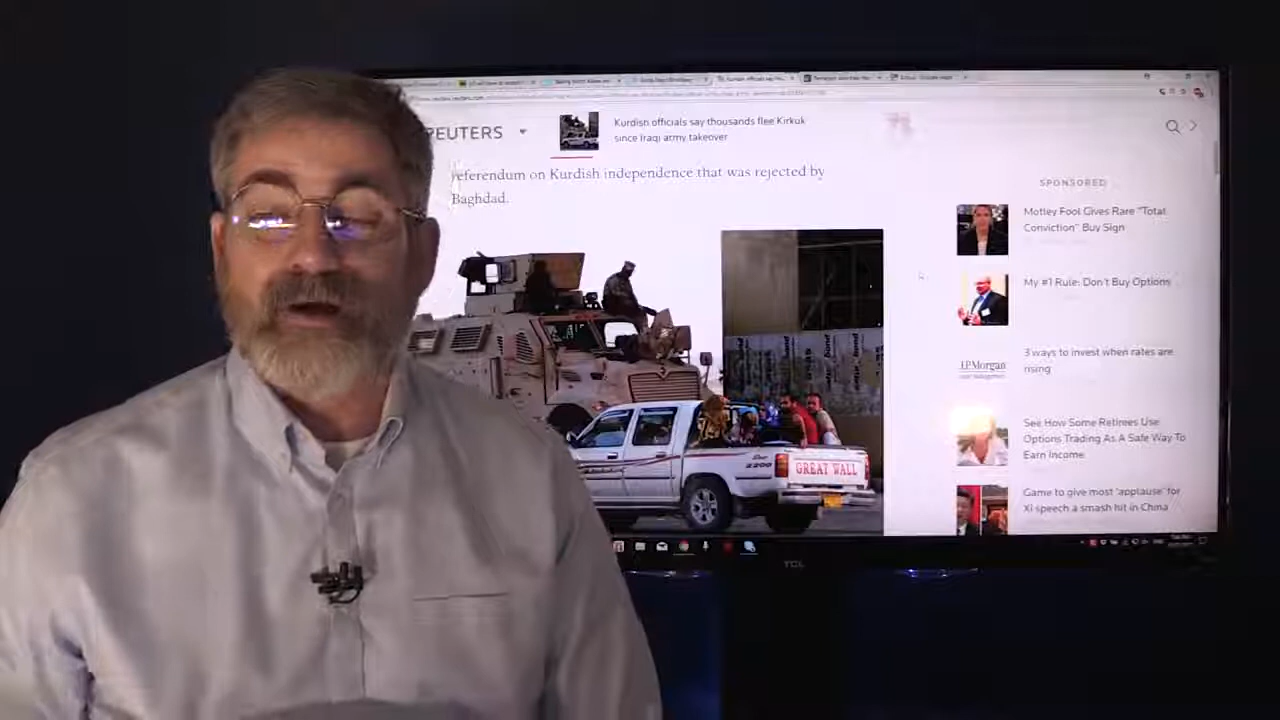 REUTERS
Kurdish officials say thousands flee Kirkuk
since Iraqi army takeover
referendum on Kurdish independence that was rejected by
Baghdad.
SPONSORED
Motley Fool Gives Rare "Total
Conviction" Buy Sign
My #1 Rule: Don't Buy Options
J.P.Morgan
3 ways to invest when rates are
rising
See How Some Retirees Use
Options Trading As A Safe Way To
Earn Income
Game to give most "applause" for
Xi speech a smash hit in China
2200
GREAT WALL
TCL